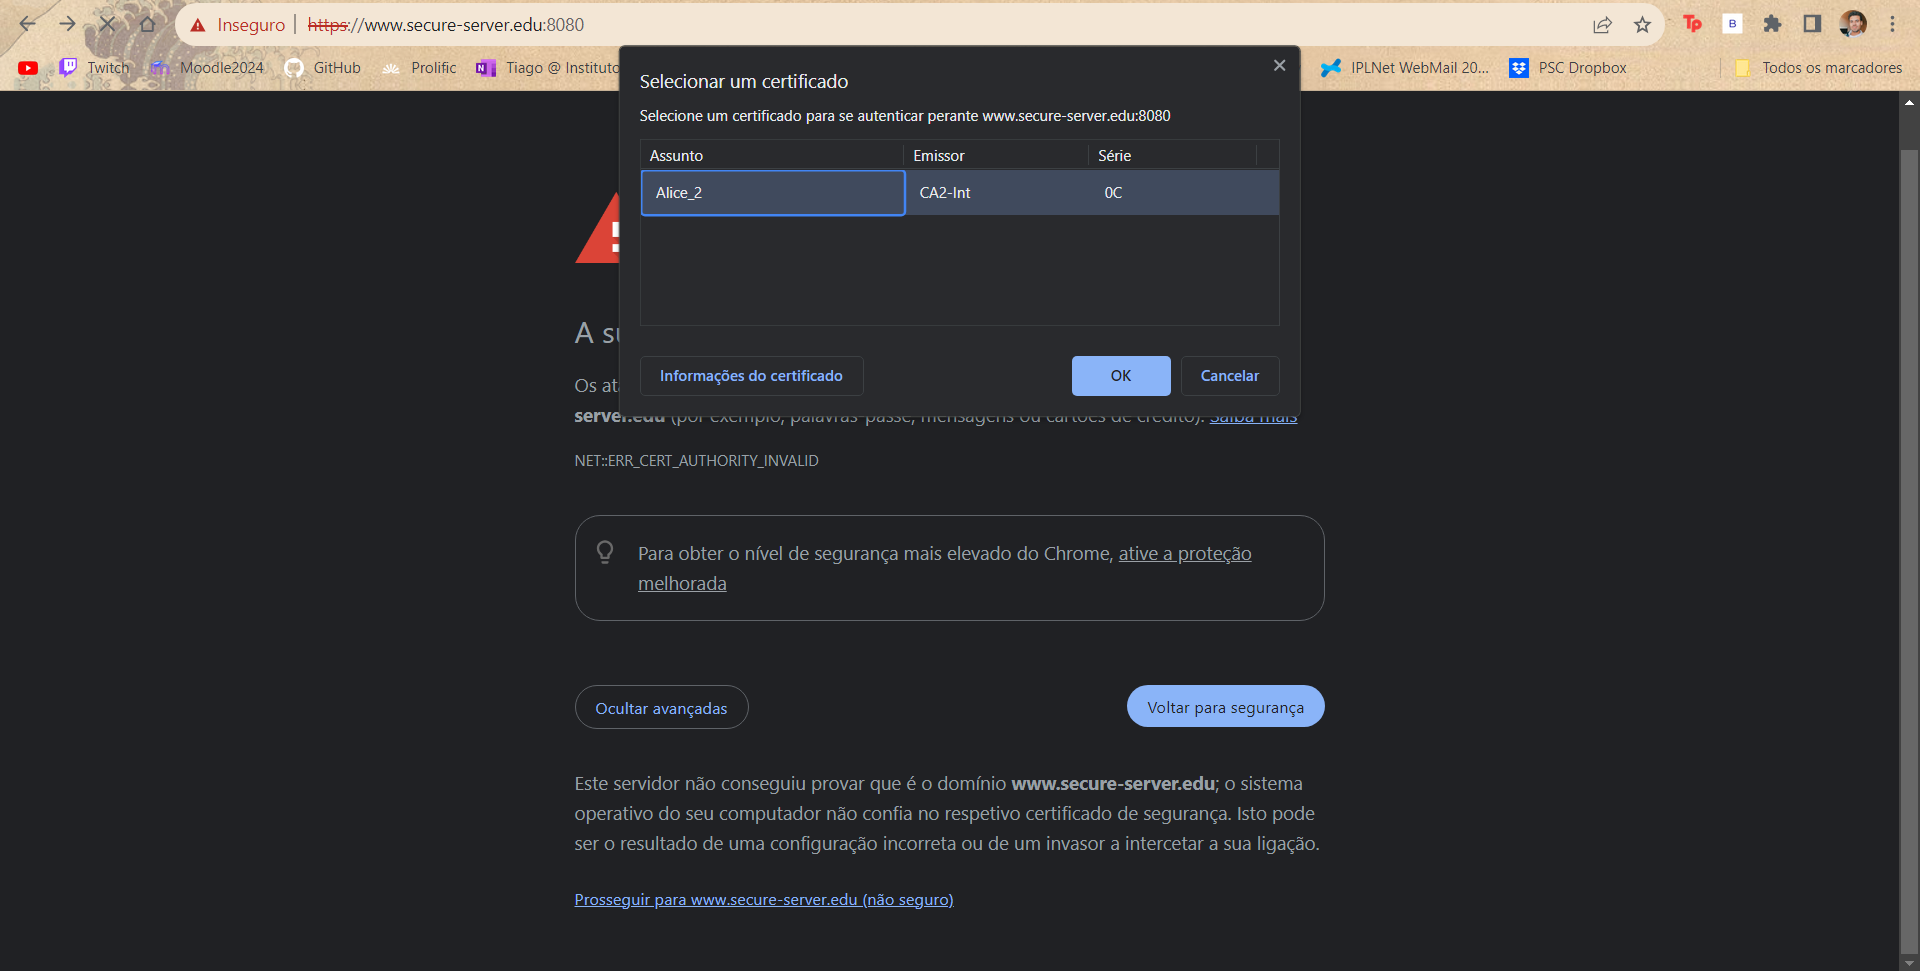 Inseguro
https://www.secure-server.edu:8080
Tp
B
Twitch
Moodle2024
GitHub
Prolific
N
Tiago @ Instituto
IPLNet WebMail 20...
PSC Dropbox
Todos os marcadores
Selecionar um certificado
Selecione um certificado para se autenticar perante www.secure-server.edu:8080
Assunto Emissor Série
Alice_2 CA2-Int 0C
Informações do certificado
OK
Cancelar
A su
Os at
server.edu (por exemplo, palavras-passe, mensagens ou cartões de crédito). Saiba mais
NET::ERR_CERT_AUTHORITY_INVALID
Para obter o nível de segurança mais elevado do Chrome, ative a proteção
melhorada
Ocultar avançadas
Voltar para segurança
Este servidor não conseguiu provar que é o domínio www.secure-server.edu; o sistema
operativo do seu computador não confia no respetivo certificado de segurança. Isto pode
ser o resultado de uma configuração incorreta ou de um invasor a intercetar a sua ligação.
Prosseguir para www.secure-server.edu (não seguro)